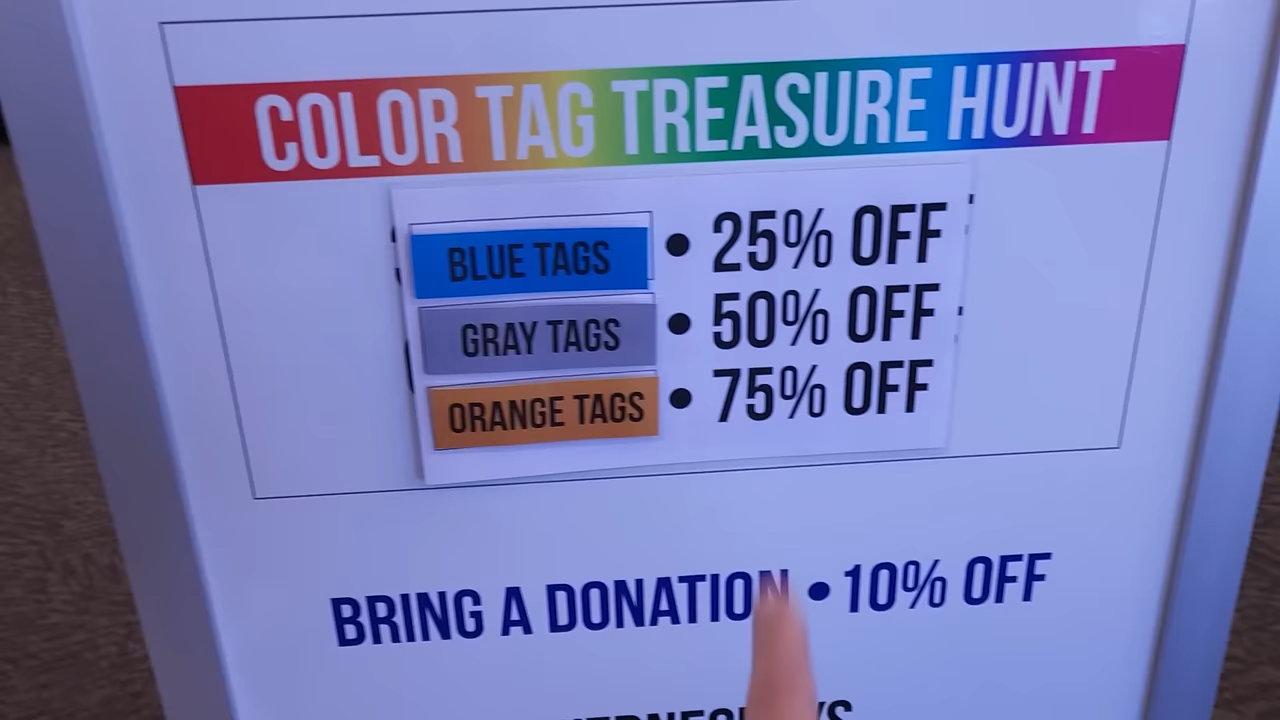 COLOR TAG TREASURE HUNT
BLUE TAGS • 25% OFF
GRAY TAGS • 50% OFF
ORANGE TAGS • 75% OFF
BRING A DONATION • 10% OFF